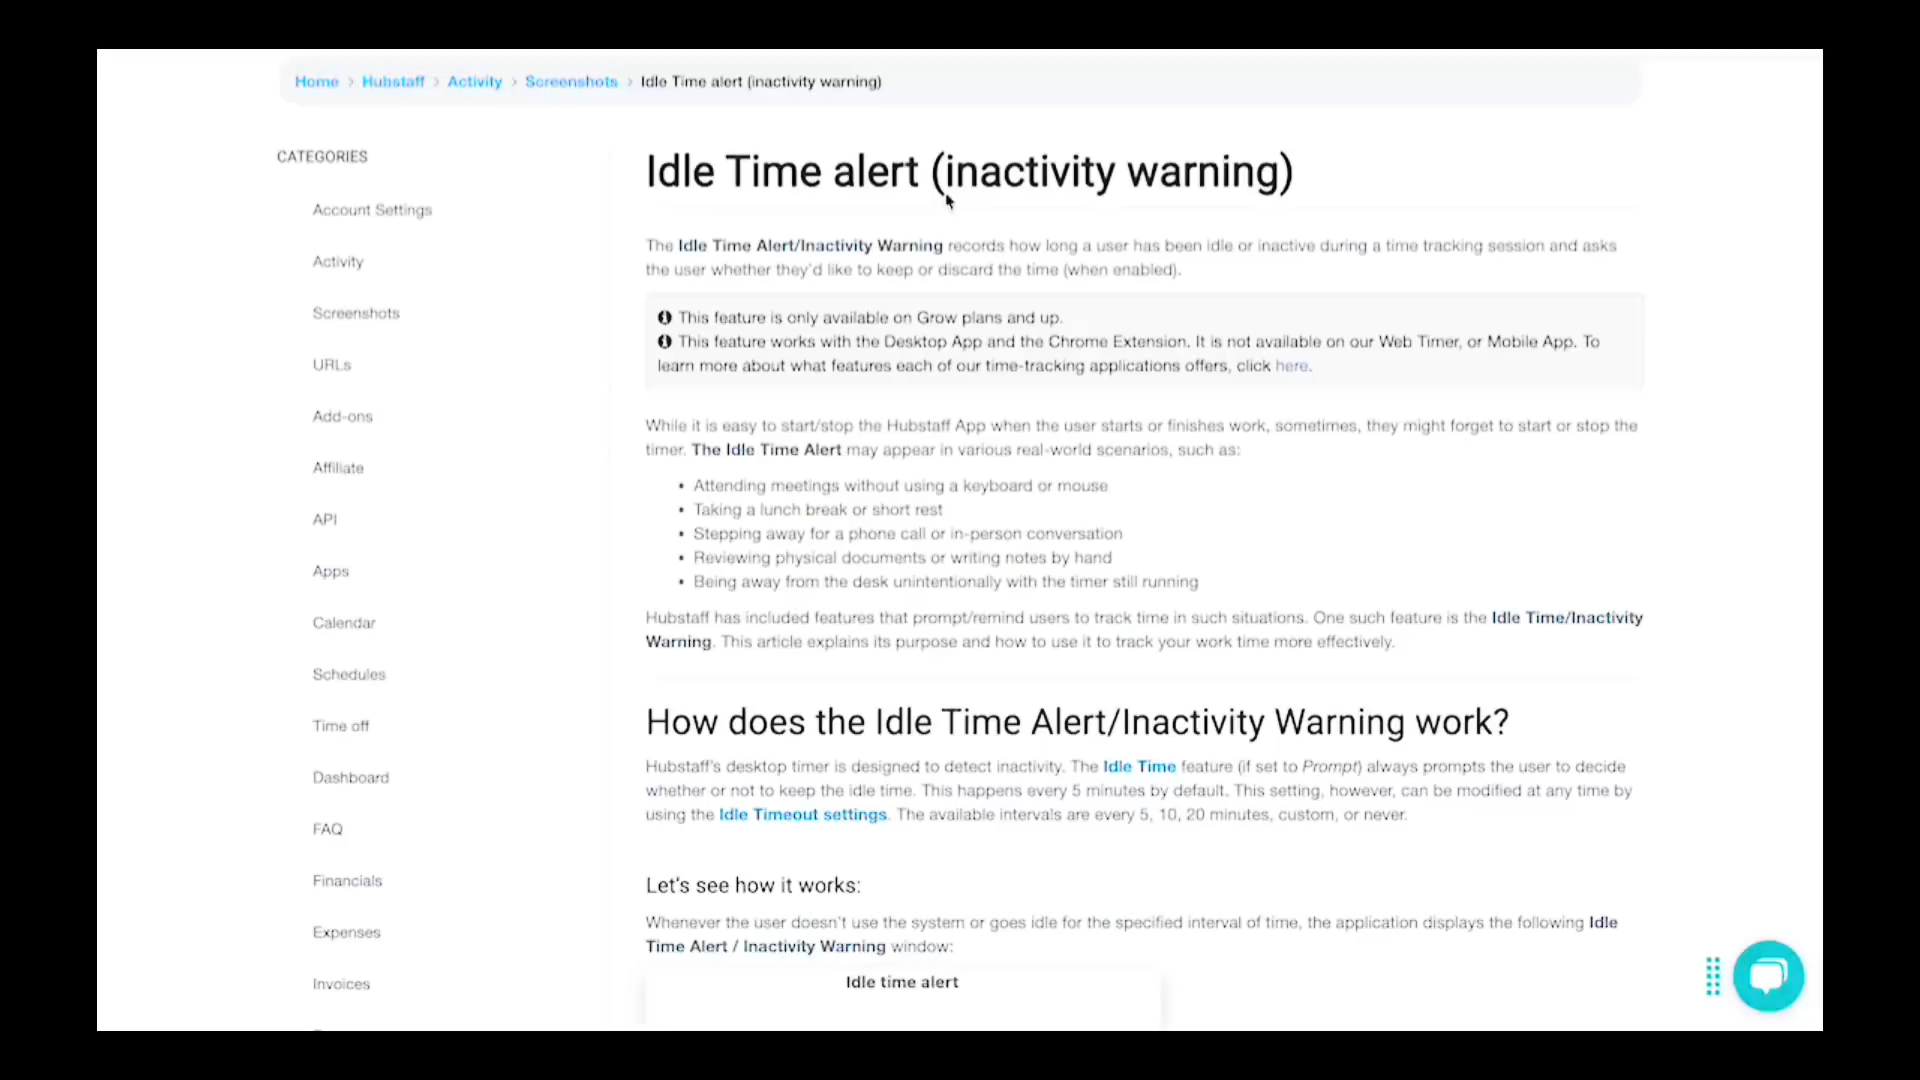 Home > Hubstaff > Activity > Screenshots > Idle Time alert (inactivity warning)
CATEGORIES
Account Settings
Activity
Screenshots
URLs
Add-ons
Affiliate
API
Apps
Calendar
Schedules
Time off
Dashboard
FAQ
Financials
Expenses
Invoices
Idle Time alert (inactivity warning)
The Idle Time Alert/Inactivity Warning records how long a user has been idle or inactive during a time tracking session and asks
the user whether they'd like to keep or discard the time (when enabled).
This feature is only available on Grow plans and up.
This feature works with the Desktop App and the Chrome Extension. It is not available on our Web Timer, or Mobile App. To
learn more about what features each of our time-tracking applications offers, click here.
While it is easy to start/stop the Hubstaff App when the user starts or finishes work, sometimes, they might forget to start or stop the
timer. The Idle Time Alert may appear in various real-world scenarios, such as:
• Attending meetings without using a keyboard or mouse
• Taking a lunch break or short rest
• Stepping away for a phone call or in-person conversation
• Reviewing physical documents or writing notes by hand
• Being away from the desk unintentionally with the timer still running
Hubstaff has included features that prompt/remind users to track time in such situations. One such feature is the Idle Time/Inactivity
Warning. This article explains its purpose and how to use it to track your work time more effectively.
How does the Idle Time Alert/Inactivity Warning work?
Hubstaff's desktop timer is designed to detect inactivity. The Idle Time feature (if set to Prompt) always prompts the user to decide
whether or not to keep the idle time. This happens every 5 minutes by default. This setting, however, can be modified at any time by
using the Idle Timeout settings. The available intervals are every 5, 10, 20 minutes, custom, or never.
Let's see how it works:
Whenever the user doesn't use the system or goes idle for the specified interval of time, the application displays the following Idle
Time Alert / Inactivity Warning window:
Idle time alert